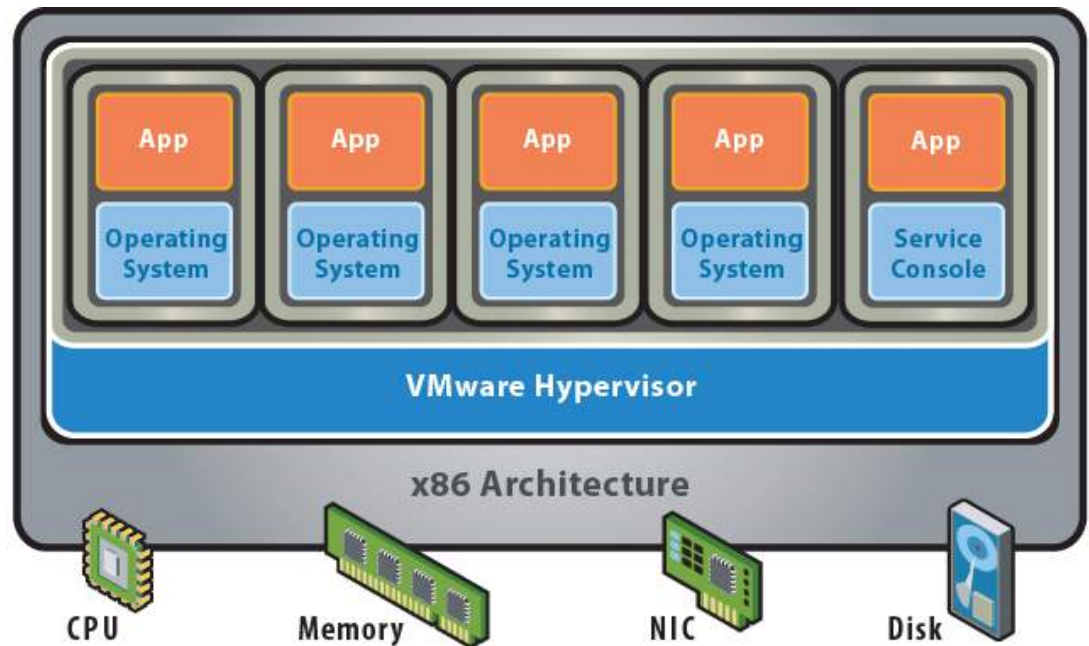 App
App
App
App
App
Operating
System
Operating
System
Operating
System
Operating
System
Service
Console
VMware Hypervisor
x86 Architecture
CPU
Memory
NIC
Disk